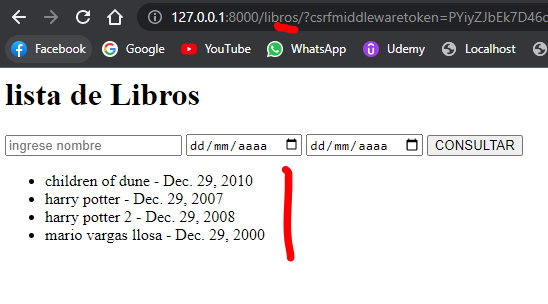 127.0.0.1:8000/libros/?csrfmiddlewaretoken=PYiyZJbEk7D46c
Facebook Google YouTube WhatsApp Udemy Localhost
lista de Libros
ingrese nombre dd/mm/aaaa dd/mm/aaaa CONSULTAR
children of dune - Dec. 29, 2010
harry potter - Dec. 29, 2007
harry potter 2 - Dec. 29, 2008
mario vargas llosa - Dec. 29, 2000